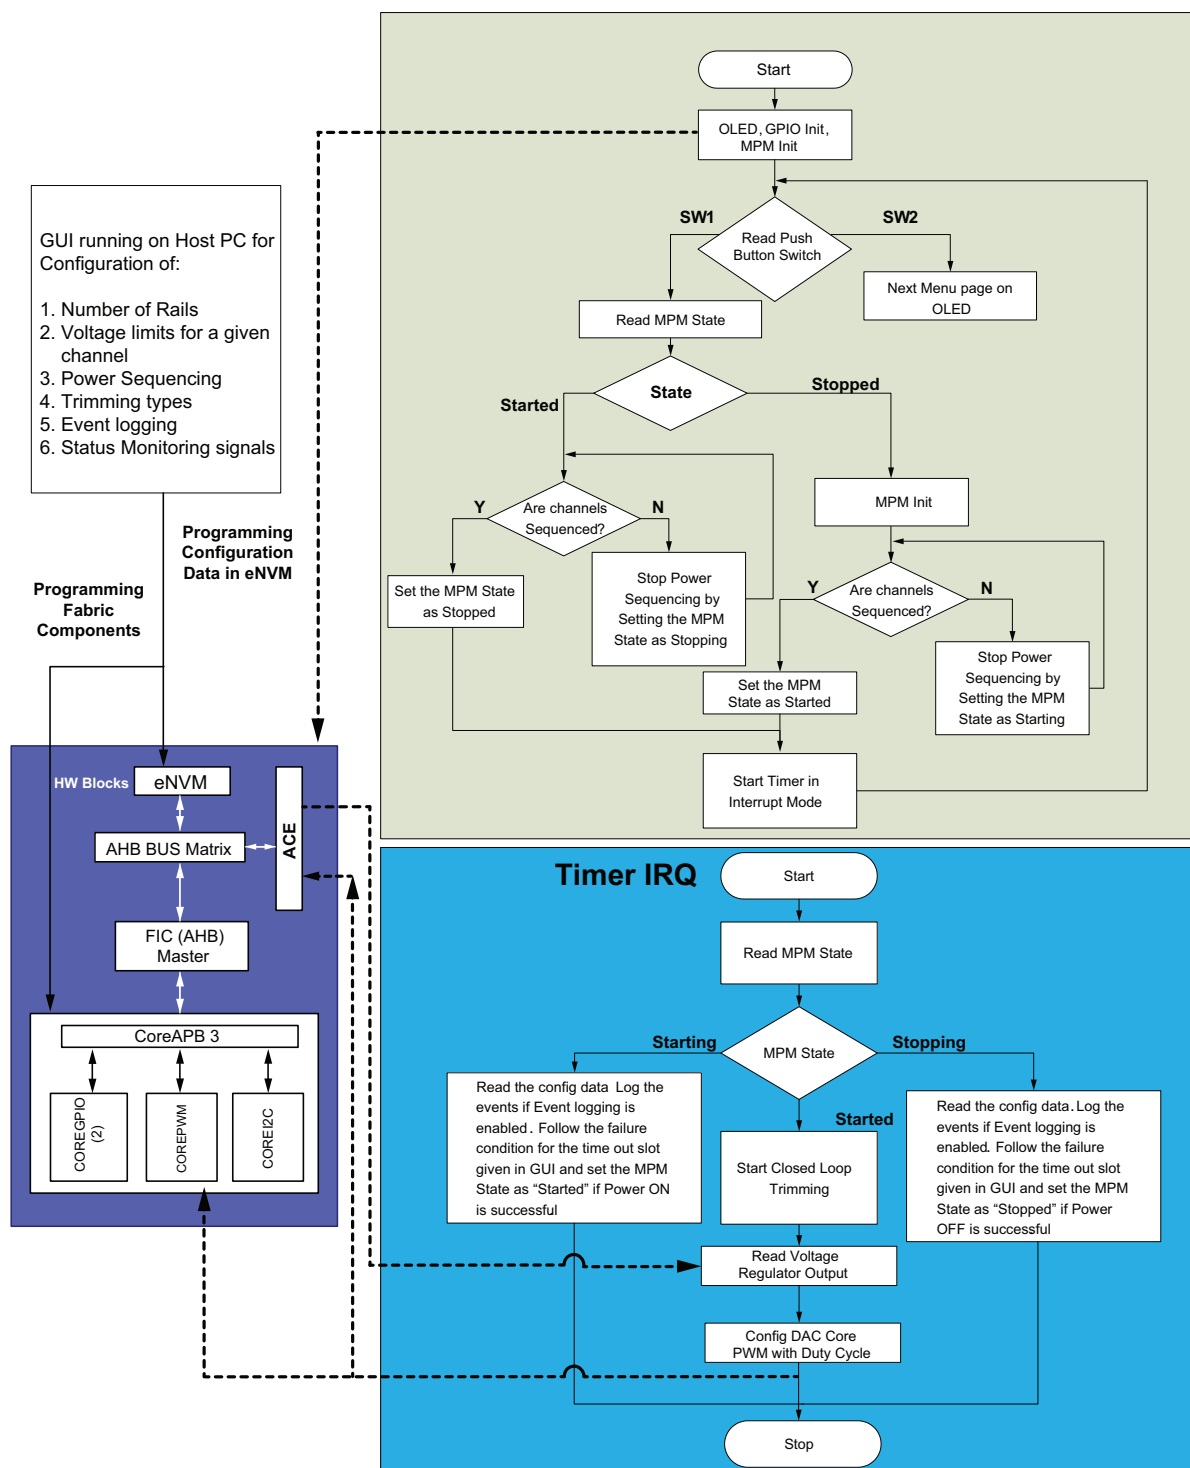 Start
OLED, GPIO Init,
MPM Init
SW1
SW2
Read Push
Button Switch
Next Menu page on
OLED
Read MPM State
State
Started
Stopped
Are channels
Sequenced?
Y
N
Set the MPM State
as Stopped
Stop Power
Sequencing by
Setting the MPM
State as Stopping
MPM Init
Are channels
Sequenced?
Y
N
Set the MPM
State as Started
Stop Power
Sequencing by
Setting the MPM
State as Starting
Start Timer in
Interrupt Mode
GUI running on Host PC for
Configuration of:
1. Number of Rails
2. Voltage limits for a given
channel
3. Power Sequencing
4. Trimming types
5. Event logging
6. Status Monitoring signals
Programming
Configuration
Data in eNVM
Programming
Fabric
Components
HW Blocks
eNVM
AHB BUS Matrix
ACE
FIC (AHB)
Master
CoreAPB 3
COREGPIO
(2)
COREPWM
COREI2C
Timer IRQ
Start
Read MPM State
MPM State
Starting
Stopping
Started
Read the config data Log the
events if Event logging is
enabled. Follow the failure
condition for the time out slot
given in GUI and set the MPM
State as “Started” if Power ON
is successful
Start Closed Loop
Trimming
Read the config data. Log the
events if Event logging is
enabled. Follow the failure
condition for the time out slot
given in GUI and set the MPM
State as “Stopped” if Power
OFF is successful
Read Voltage
Regulator Output
Config DAC Core
PWM with Duty Cycle
Stop